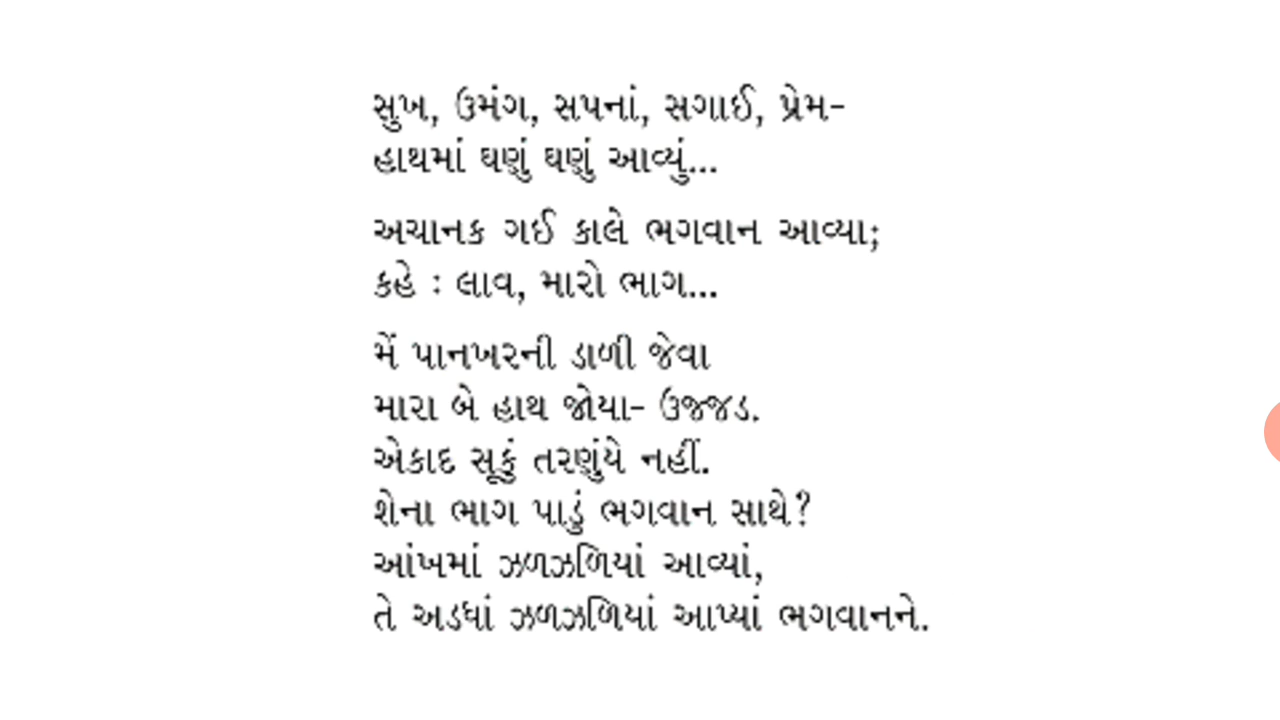 સુખ, ઉમંગ, સપનાં, સગાઈ, પ્રેમ-
હાથમાં ઘણું ઘણું આવ્યું...
અચાનક ગઈ કાલે ભગવાન આવ્યા;
કહે : લાવ, મારો ભાગ...
મેં પાનખરની ડાળી જેવા
મારા બે હાથ જોયા- ઉજ્જડ.
એકાદ સૂકું તરણુંયે નહીં.
શેના ભાગ પાડું ભગવાન સાથે?
આંખમાં ઝળઝળિયાં આવ્યાં,
તે અડધાં ઝળઝળિયાં આપ્યાં ભગવાનને.